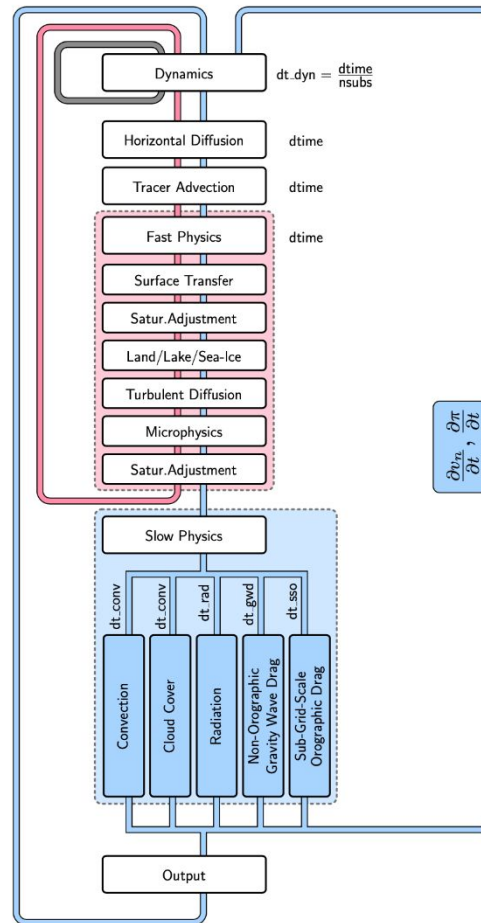 Dynamics
dt_dyn = dtime/nsubs
Horizontal Diffusion
dtime
Tracer Advection
dtime
Fast Physics
dtime
Surface Transfer
Satur.Adjustment
Land/Lake/Sea-Ice
Turbulent Diffusion
Microphysics
Satur.Adjustment
∂vₙ/∂t , ∂π/∂t
Slow Physics
dt_conv
dt_conv
dt_rad
dt_gwd
dt_sso
Convection
Cloud Cover
Radiation
Non-Orographic
Gravity Wave Drag
Sub-Grid-Scale
Orographic Drag
Output